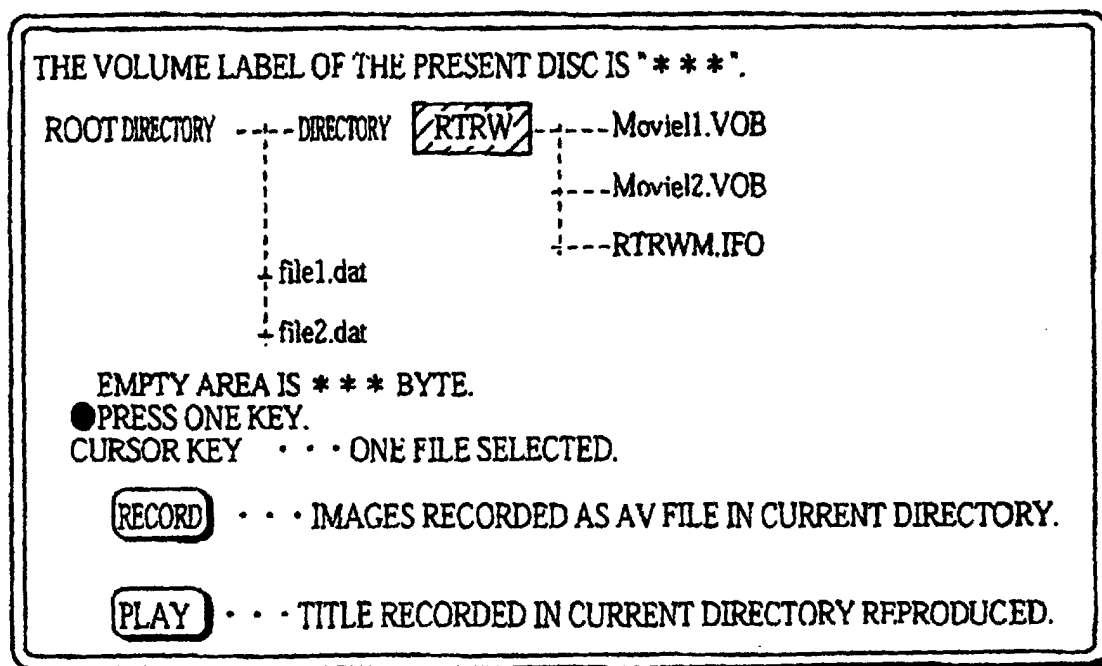 THE VOLUME LABEL OF THE PRESENT DISC IS "* * *".
ROOT DIRECTORY DIRECTORY RTRW Moviel1.VOB
Moviel2.VOB
RTRWM.IFO
file1.dat
file2.dat
EMPTY AREA IS * * * BYTE.
●PRESS ONE KEY.
CURSOR KEY ・・・ONE FILE SELECTED.
RECORD ・・・IMAGES RECORDED AS AV FILE IN CURRENT DIRECTORY.
PLAY ・・・TITLE RECORDED IN CURRENT DIRECTORY REPRODUCED.